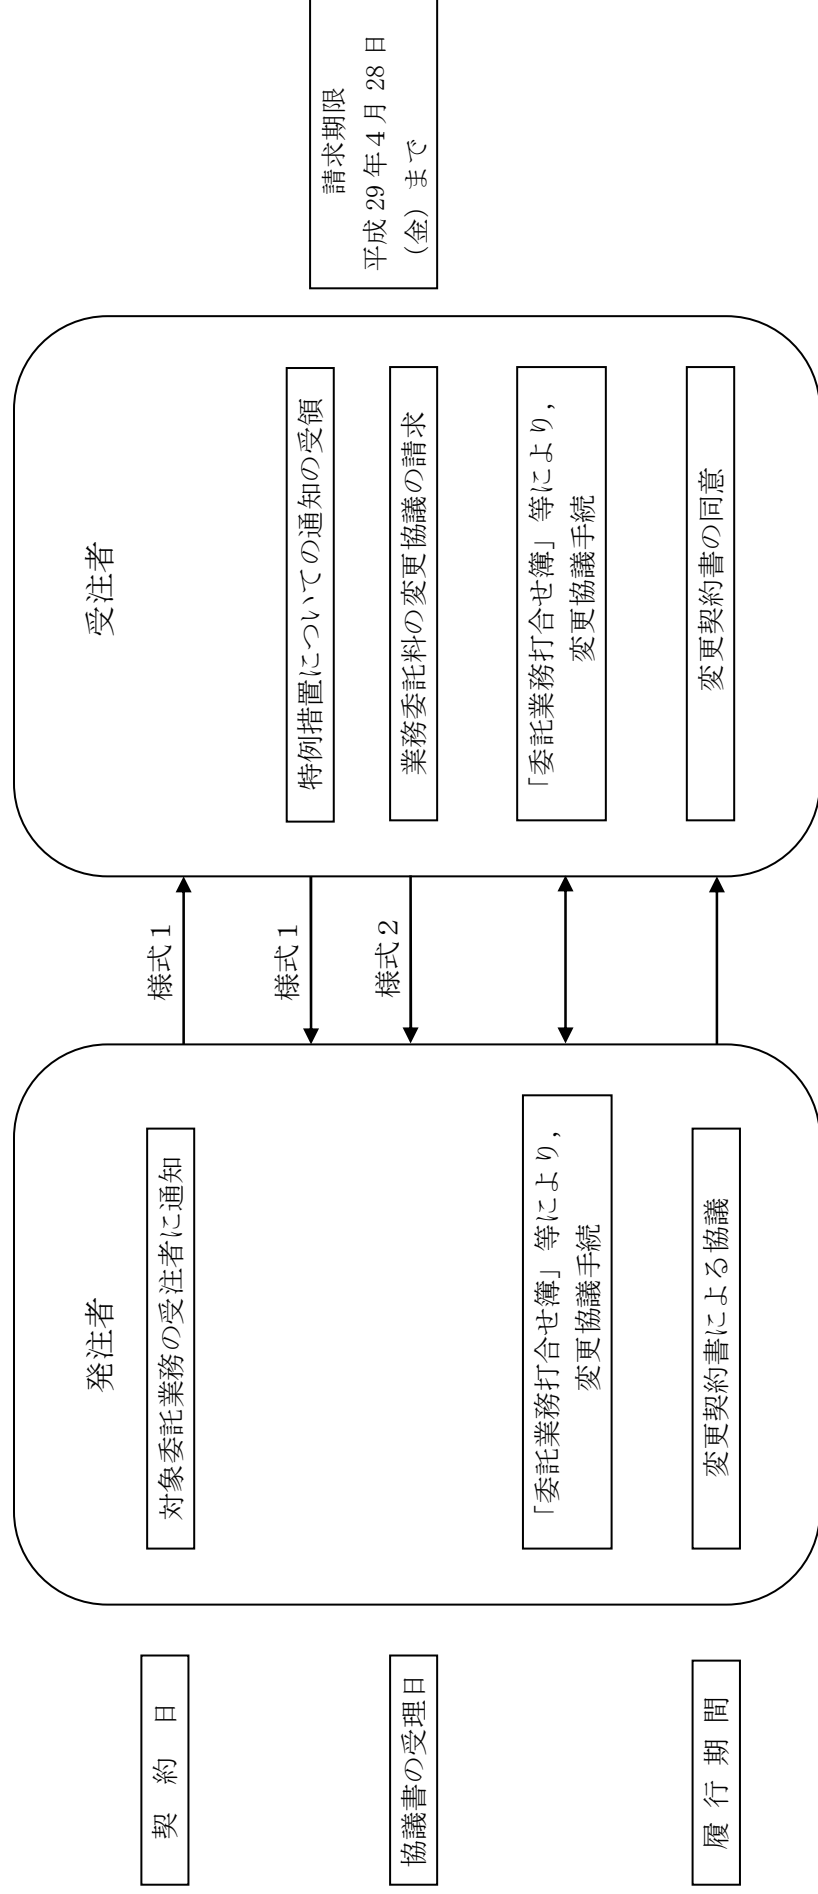 発注者
受注者
契 約 日
対象委託業務の受注者に通知
様式１
様式１
特例措置についての通知の受領
協議書の受理日
様式２
業務委託料の変更協議の請求
請求期限
平成 29 年４月 28 日
（金）まで
「委託業務打合せ簿」等により，
変更協議手続
「委託業務打合せ簿」等により，
変更協議手続
履 行 期 間
変更契約書による協議
変更契約書の同意